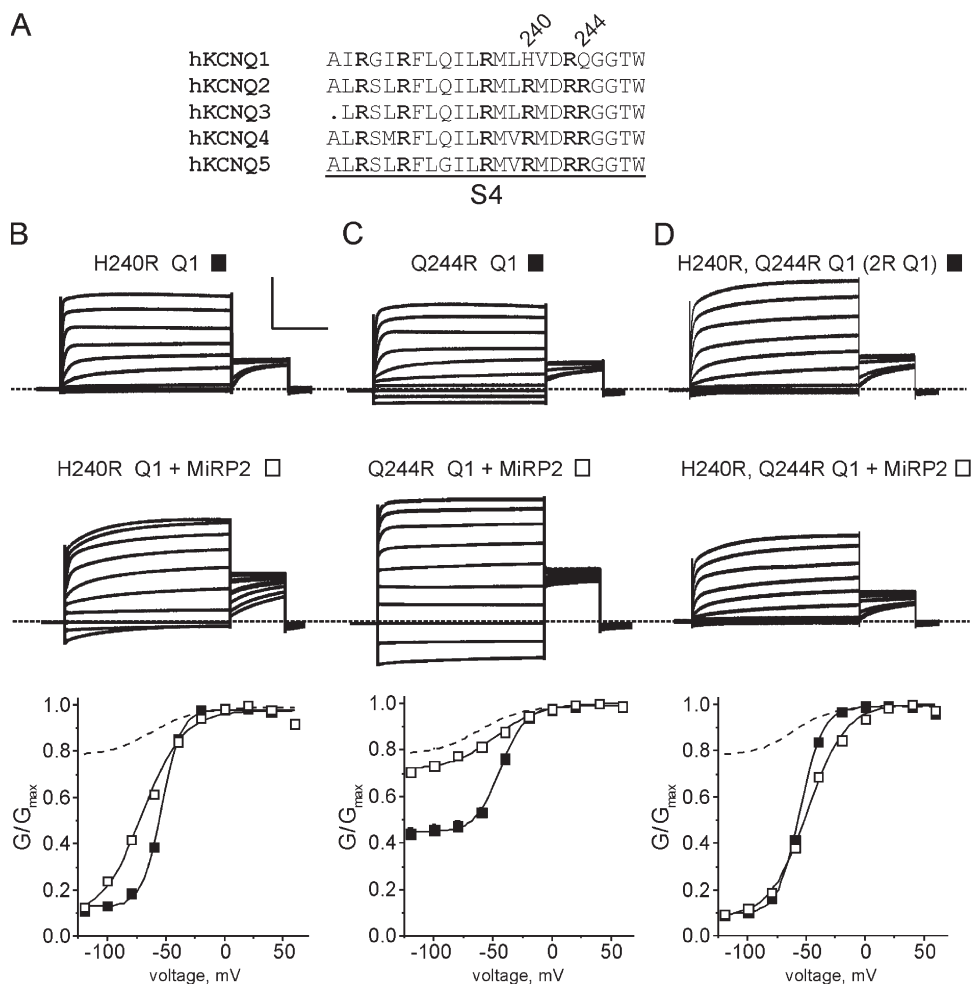 A
240 244
hKCNQ1 AIRGIRFLQILRMLHVDRQGGTW
hKCNQ2 ALRSLRFLQILRMLRMDRRGGTW
hKCNQ3 .LRSLRFLQILRMLRMDRRGGTW
hKCNQ4 ALRSMRFLQILRMVRMDRRGGTW
hKCNQ5 ALRSLRFLGILRMVRMDRRGGTW
S4
B C D
H240R Q1 Q244R Q1 H240R, Q244R Q1 (2R Q1)
H240R Q1 + MiRP2 Q244R Q1 + MiRP2 H240R, Q244R Q1 + MiRP2
1.0 1.0 1.0
0.8 0.8 0.8
0.6 0.6 0.6
G/Gmax G/Gmax G/Gmax
0.4 0.4 0.4
0.2 0.2 0.2
0.0 0.0 0.0
-100 -50 0 50 -100 -50 0 50 -100 -50 0 50
voltage, mV voltage, mV voltage, mV